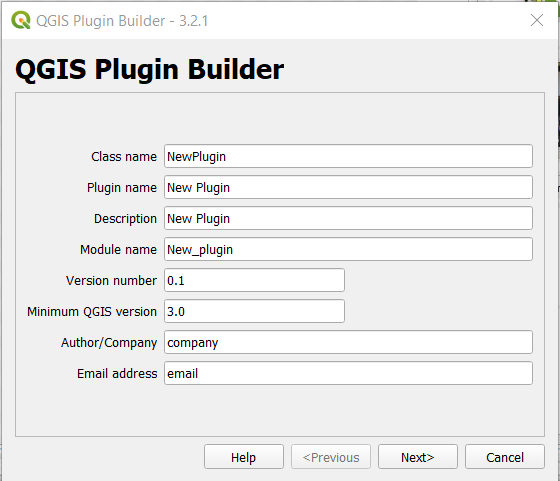 QGIS Plugin Builder - 3.2.1
QGIS Plugin Builder
Class name NewPlugin
Plugin name New Plugin
Description New Plugin
Module name New_plugin
Version number 0.1
Minimum QGIS version 3.0
Author/Company company
Email address email
Help <Previous Next> Cancel